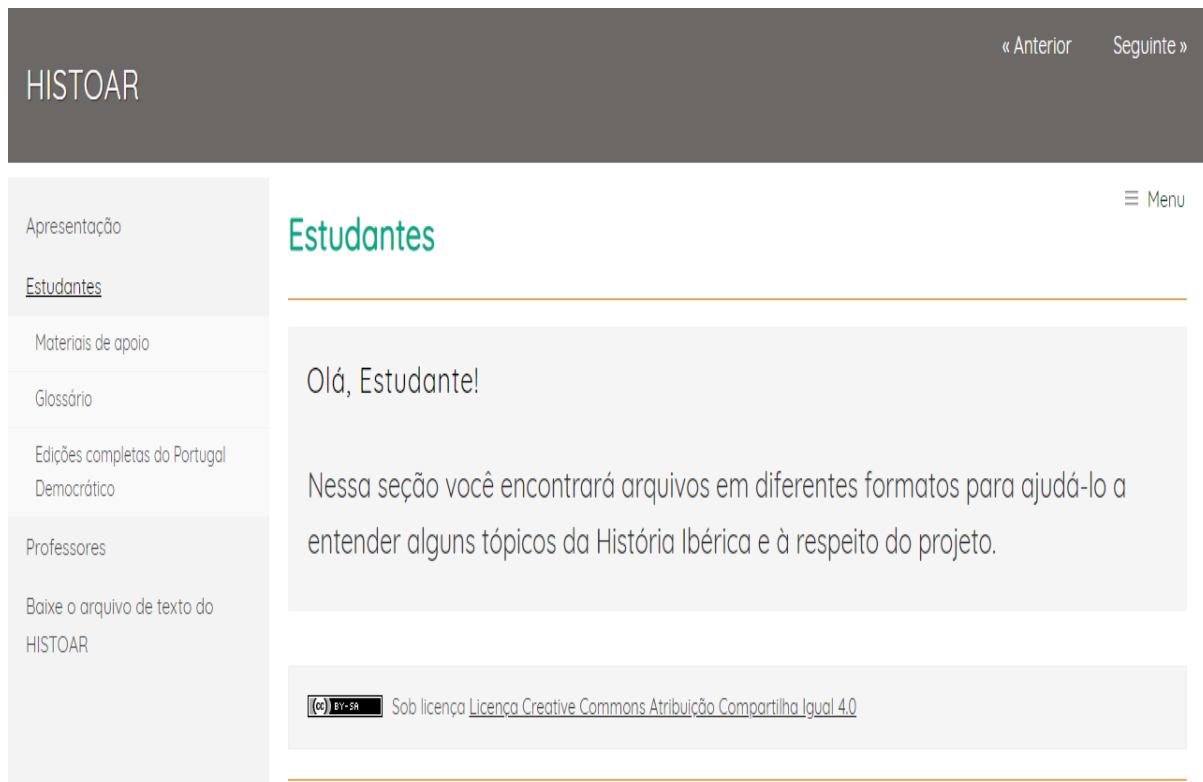 « Anterior Seguinte »
HISTOAR
Apresentação
Estudantes
Materiais de apoio
Glossário
Edições completas do Portugal
Democrático
Professores
Baixe o arquivo de texto do
HISTOAR
≡ Menu
Estudantes
Olá, Estudante!
Nessa seção você encontrará arquivos em diferentes formatos para ajudá-lo a
entender alguns tópicos da História Ibérica e à respeito do projeto.
(cc) BY-SA Sob licença Licença Creative Commons Atribuição Compartilha Igual 4.0